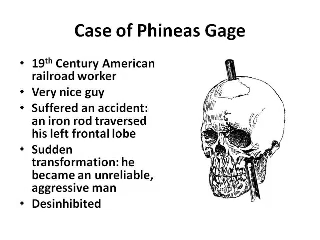 Case of Phineas Gage
• 19th Century American
railroad worker
• Very nice guy
• Suffered an accident:
an iron rod traversed
his left frontal lobe
• Sudden
transformation: he
became an unreliable,
aggressive man
• Desinhibited